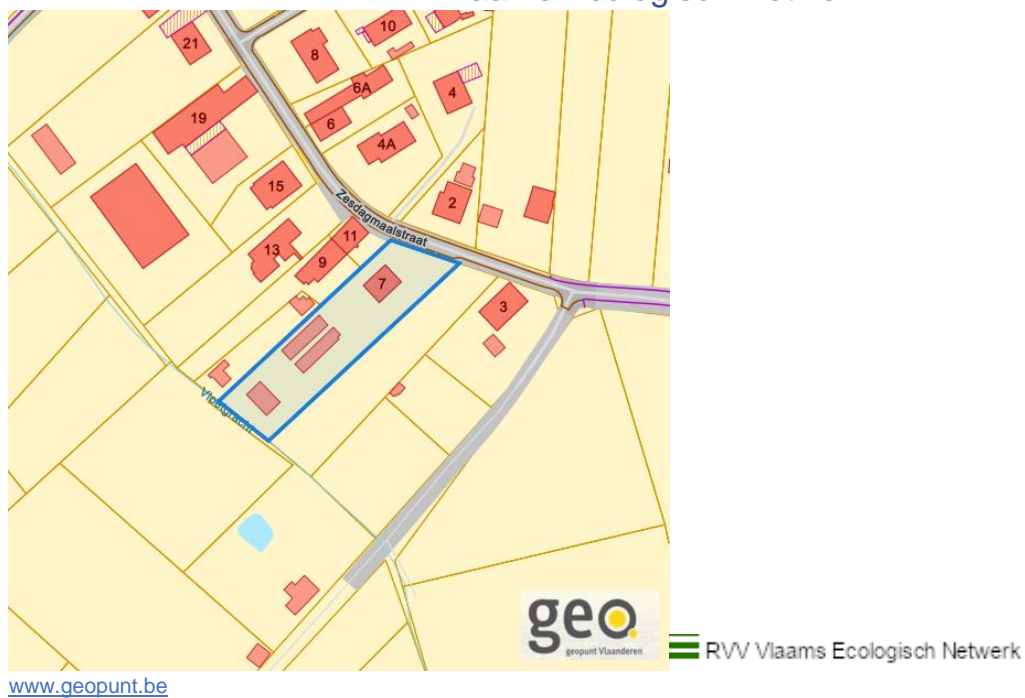 21
10
8
6A
4
19
6
4A
15
Zesdagmaalstraat
2
11
13
9
7
3
geo
geopunt Vlaanderen
RVV Vlaams Ecologisch Netwerk
www.geopunt.be